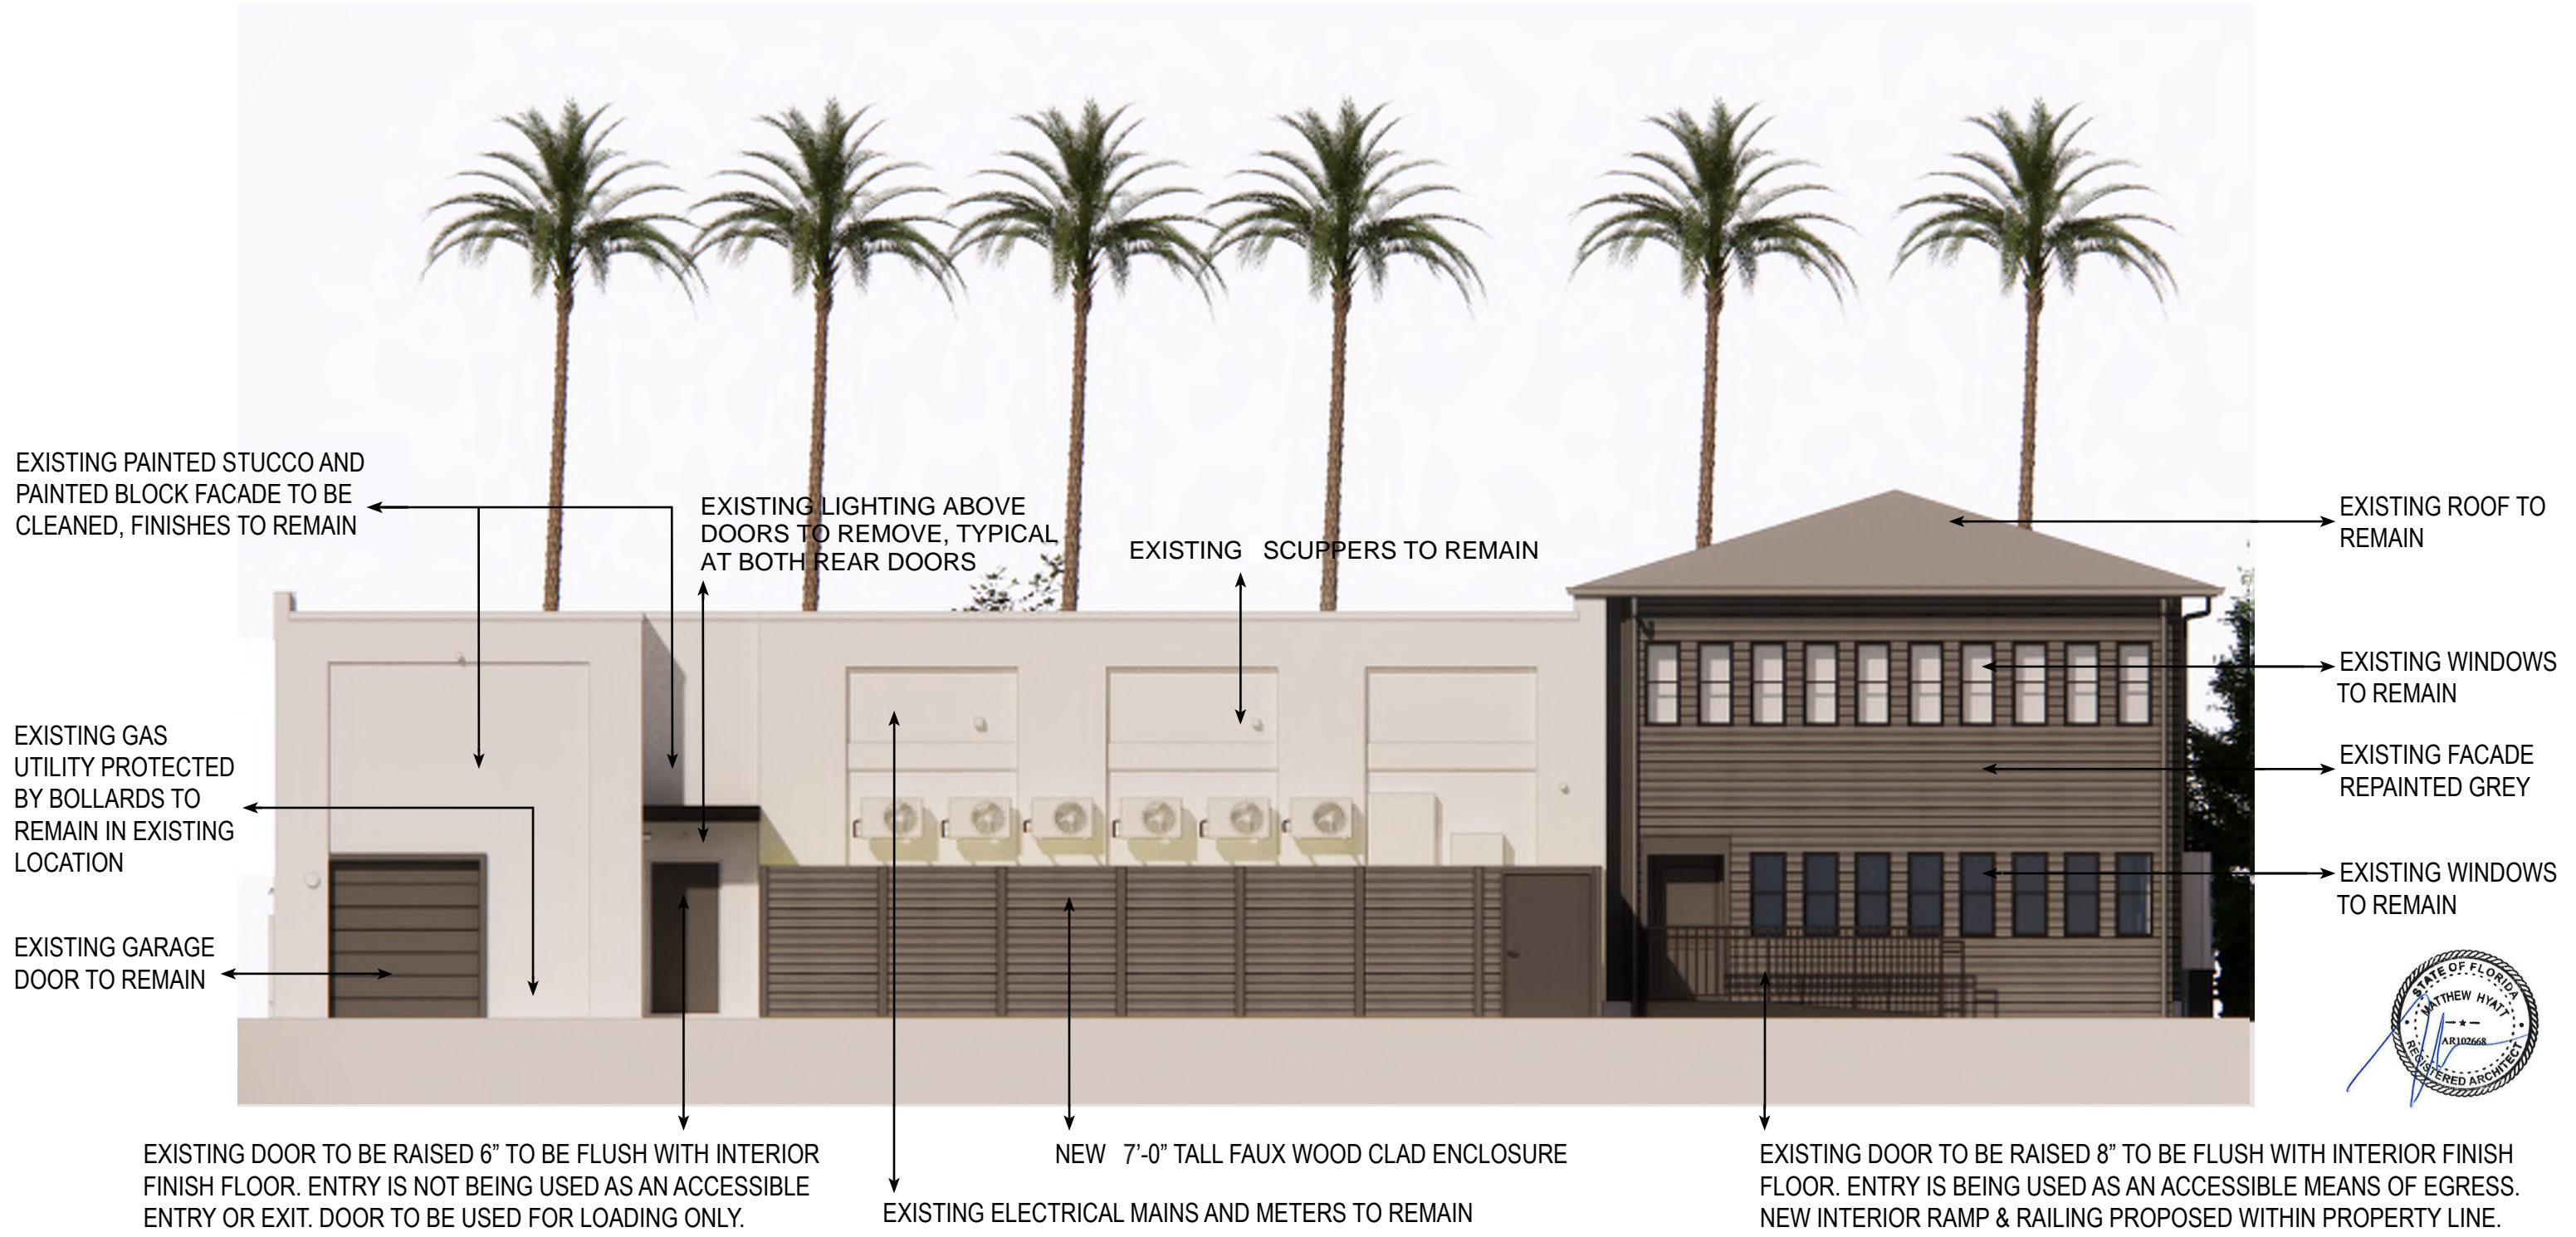 EXISTING PAINTED STUCCO AND
PAINTED BLOCK FACADE TO BE
CLEANED, FINISHES TO REMAIN
EXISTING LIGHTING ABOVE
DOORS TO REMOVE, TYPICAL
AT BOTH REAR DOORS
EXISTING SCUPPERS TO REMAIN
EXISTING ROOF TO
REMAIN
EXISTING WINDOWS
TO REMAIN
EXISTING GAS
UTILITY PROTECTED
BY BOLLARDS TO
REMAIN IN EXISTING
LOCATION
EXISTING FACADE
REPAINTED GREY
EXISTING WINDOWS
TO REMAIN
EXISTING GARAGE
DOOR TO REMAIN
STATE OF FLORIDA
MATTHEW HYATT
AR102668
REGISTERED ARCHITECT
EXISTING DOOR TO BE RAISED 6” TO BE FLUSH WITH INTERIOR
FINISH FLOOR. ENTRY IS NOT BEING USED AS AN ACCESSIBLE
ENTRY OR EXIT. DOOR TO BE USED FOR LOADING ONLY.
NEW 7’-0” TALL FAUX WOOD CLAD ENCLOSURE
EXISTING ELECTRICAL MAINS AND METERS TO REMAIN
EXISTING DOOR TO BE RAISED 8” TO BE FLUSH WITH INTERIOR FINISH
FLOOR. ENTRY IS BEING USED AS AN ACCESSIBLE MEANS OF EGRESS.
NEW INTERIOR RAMP & RAILING PROPOSED WITHIN PROPERTY LINE.